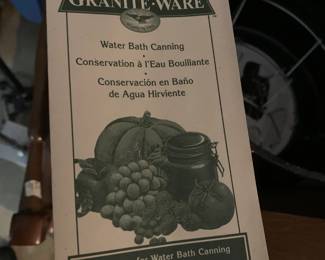 GRANITE·WARE
Water Bath Canning
•
Conservation à l'Eau Bouillante
•
Conservación en Baño
de Agua Hirviente
for Water Bath Canning